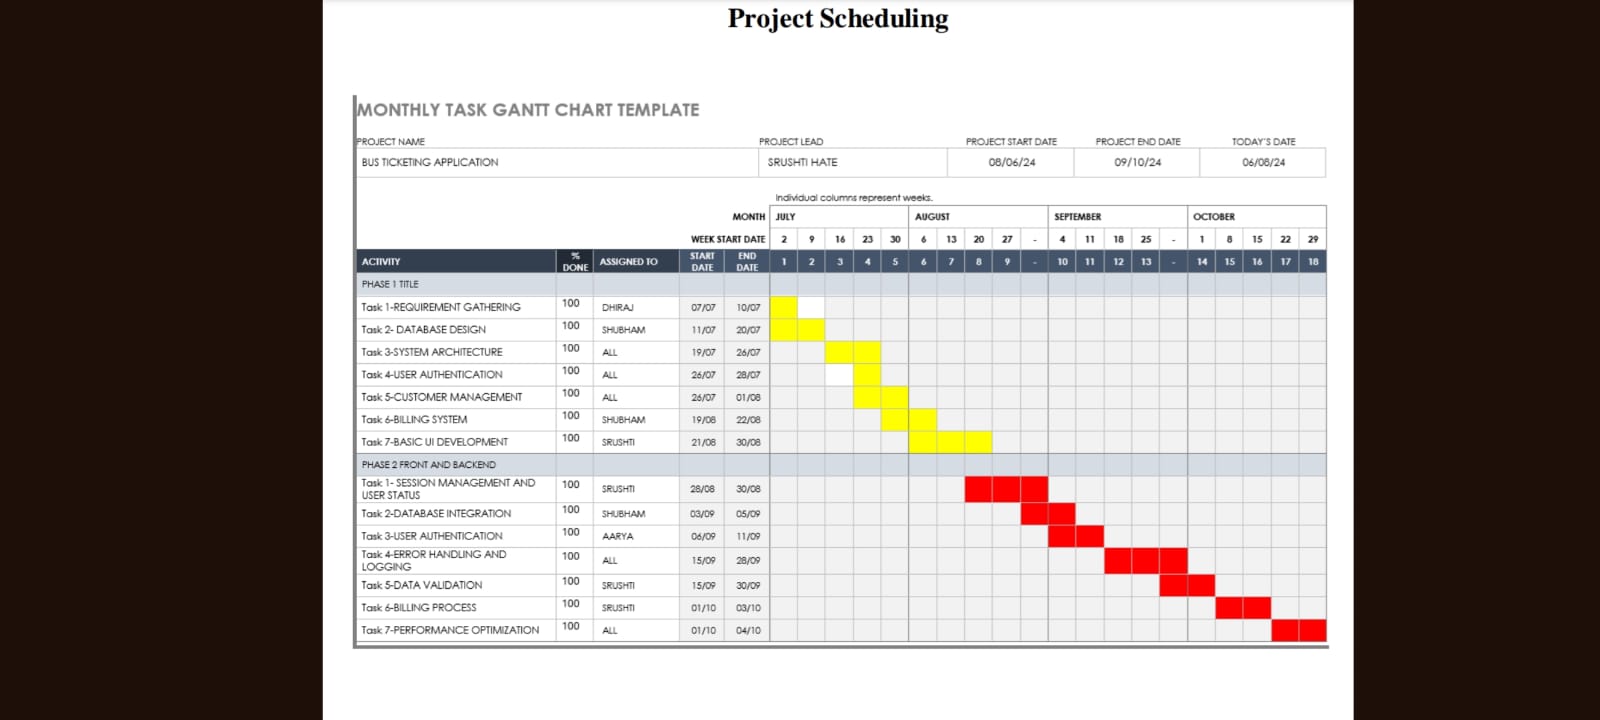 Project Scheduling
MONTHLY TASK GANTT CHART TEMPLATE
PROJECT NAME PROJECT LEAD PROJECT START DATE PROJECT END DATE TODAY'S DATE
BUS TICKETING APPLICATION SRUSHTI HATE 08/06/24 09/10/24 06/08/24
Individual columns represent weeks.
MONTH JULY AUGUST SEPTEMBER OCTOBER
WEEK START DATE 2 9 16 23 30 6 13 20 27 - 4 11 18 25 - 1 8 15 22 29
ACTIVITY % DONE ASSIGNED TO START DATE END DATE 1 2 3 4 5 6 7 8 9 - 10 11 12 13 - 14 15 16 17 18
PHASE 1 TITLE
Task 1-REQUIREMENT GATHERING 100 DHIRAJ 07/07 10/07
Task 2- DATABASE DESIGN 100 SHUBHAM 11/07 20/07
Task 3-SYSTEM ARCHITECTURE 100 ALL 19/07 26/07
Task 4-USER AUTHENTICATION 100 ALL 26/07 28/07
Task 5-CUSTOMER MANAGEMENT 100 ALL 26/07 01/08
Task 6-BILLING SYSTEM 100 SHUBHAM 19/08 22/08
Task 7-BASIC UI DEVELOPMENT 100 SRUSHTI 21/08 30/08
PHASE 2 FRONT AND BACKEND
Task 1- SESSION MANAGEMENT AND
USER STATUS 100 SRUSHTI 28/08 30/08
Task 2-DATABASE INTEGRATION 100 SHUBHAM 03/09 05/09
Task 3-USER AUTHENTICATION 100 AARYA 06/09 11/09
Task 4-ERROR HANDLING AND
LOGGING 100 ALL 15/09 28/09
Task 5-DATA VALIDATION 100 SRUSHTI 15/09 30/09
Task 6-BILLING PROCESS 100 SRUSHTI 01/10 03/10
Task 7-PERFORMANCE OPTIMIZATION 100 ALL 01/10 04/10